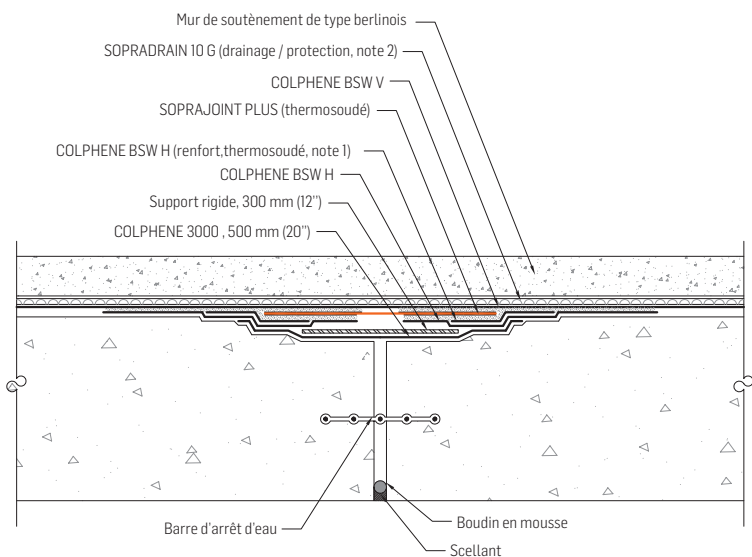 Mur de soutènement de type berlinois
SOPRADRAIN 10 G (drainage / protection, note 2)
COLPHENE BSW V
SOPRAJOINT PLUS (thermosoudé)
COLPHENE BSW H (renfort,thermosoudé, note 1)
COLPHENE BSW H
Support rigide, 300 mm (12")
COLPHENE 3000 , 500 mm (20")
Barre d'arrêt d'eau
Boudin en mousse
Scellant